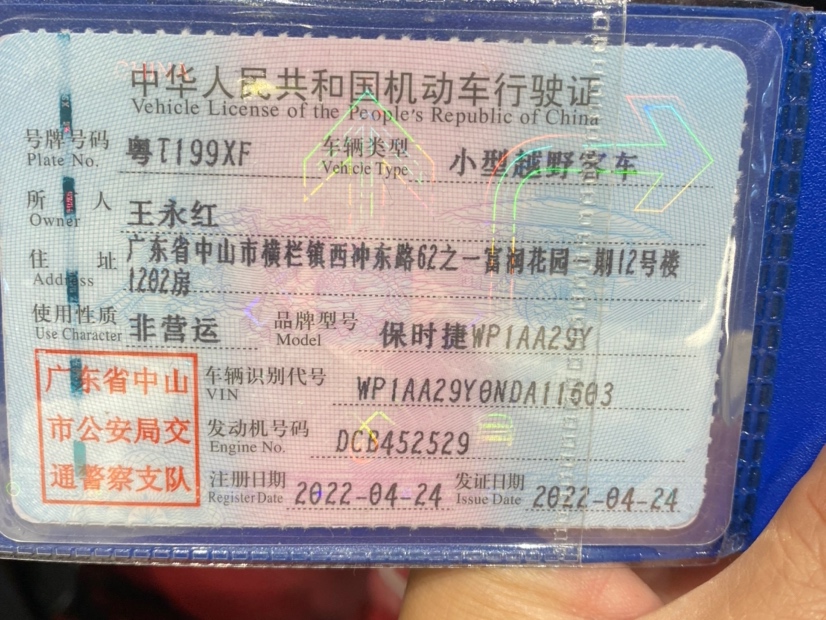 中华人民共和国机动车行驶证
Vehicle License of the People's Republic of China
号牌号码 粤T199XF 车辆类型 小型越野客车
Plate No. Vehicle Type
所有人 王永红
Owner
住址 广东省中山市横栏镇西冲东路62之一富润花园一期12号楼
Address 1202房
使用性质 非营运 品牌型号 保时捷WP1AA29Y
Use Character Model
广东省中山 车辆识别代号 WP1AA29Y0NDA11603
VIN
市公安局交 发动机号码 DCB452529
Engine No.
通警察支队 注册日期 2022-04-24 发证日期 2022-04-24
Register Date Issue Date